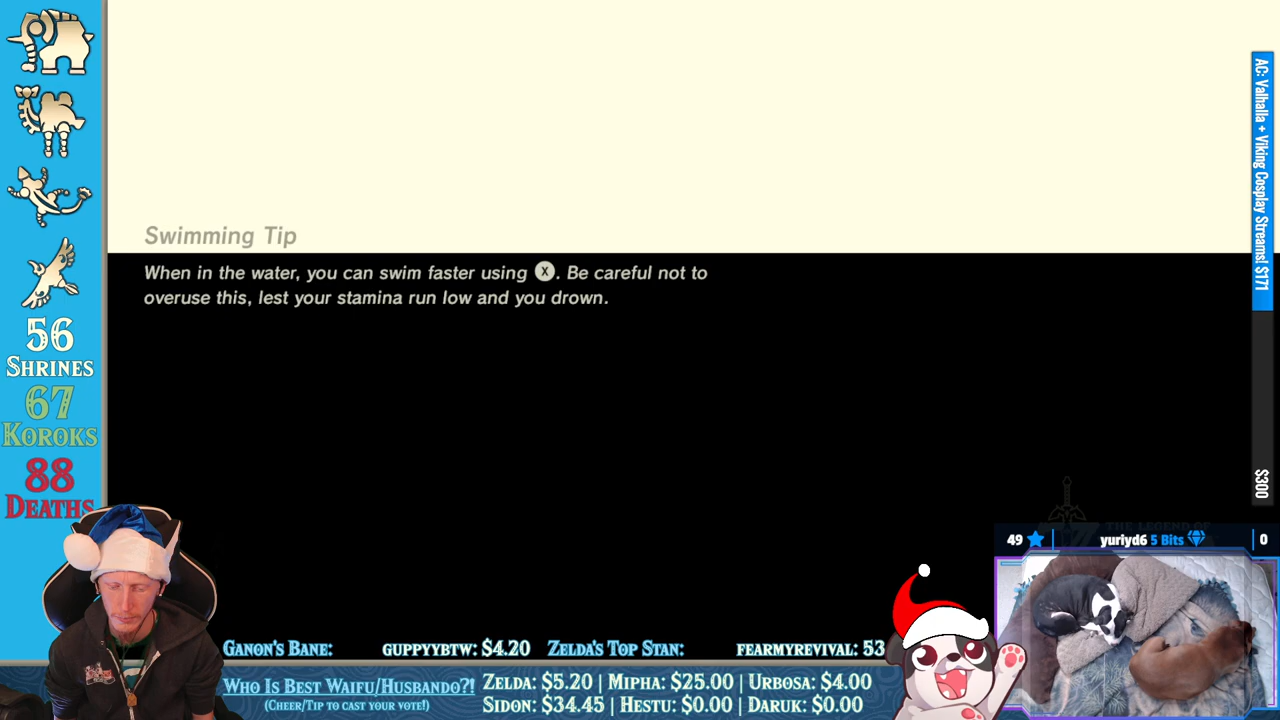 Swimming Tip
When in the water, you can swim faster using X. Be careful not to
overuse this, lest your stamina run low and you drown.
56
SHRINES
67
KOROKS
88
DEATHS
AC: Valhalla + Viking Cosplay Streams! $171
$300
THE LEGEND OF
49
yuriyd6 5 Bits
0
GANON'S BANE: GUPPYYBTW: $4.20 ZELDA'S TOP STAN: FEARMYREVIVAL: 53
WHO IS BEST WAIFU/HUSBANDO?!
(CHEER/TIP TO CAST YOUR VOTE!)
ZELDA: $5.20 | MIPHA: $25.00 | URBOSA: $4.00
SIDON: $34.45 | HESTU: $0.00 | DARUK: $0.00